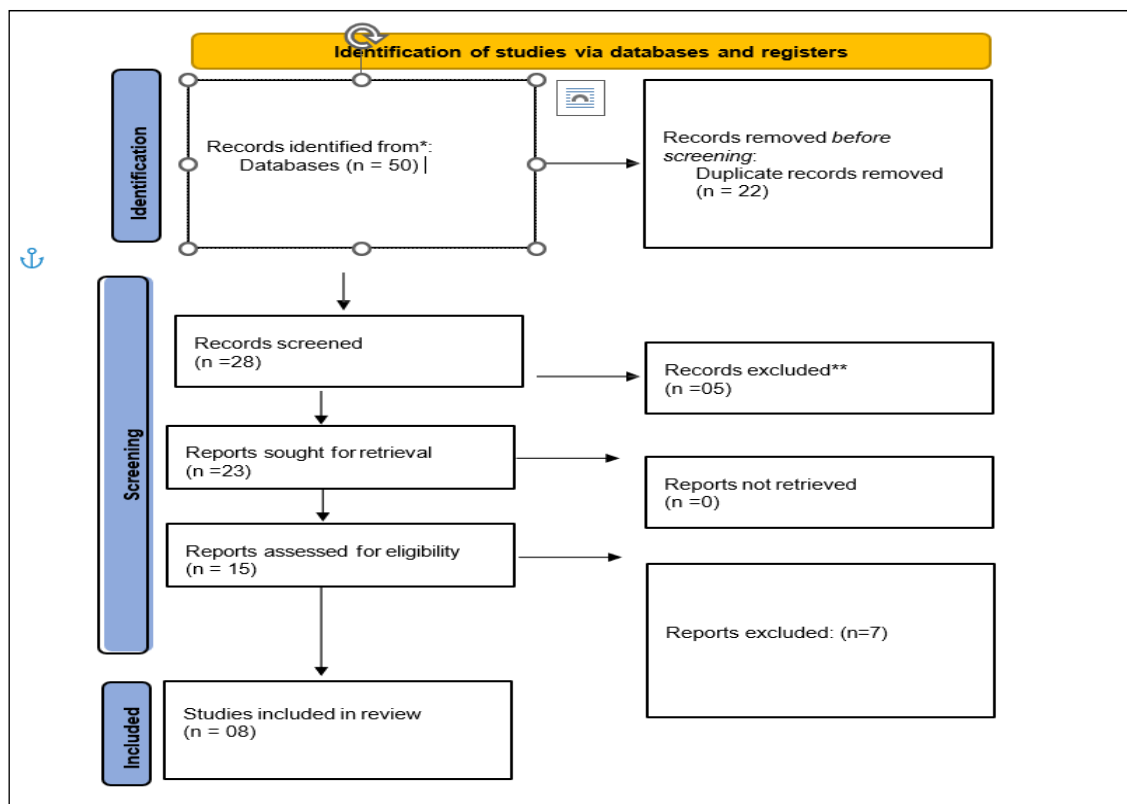 Identification of studies via databases and registers
Identification
Records identified from*:
Databases (n = 50)
Records removed before
screening:
Duplicate records removed
(n = 22)
Screening
Records screened
(n =28)
Records excluded**
(n =05)
Reports sought for retrieval
(n =23)
Reports not retrieved
(n =0)
Reports assessed for eligibility
(n = 15)
Reports excluded: (n=7)
Included
Studies included in review
(n = 08)